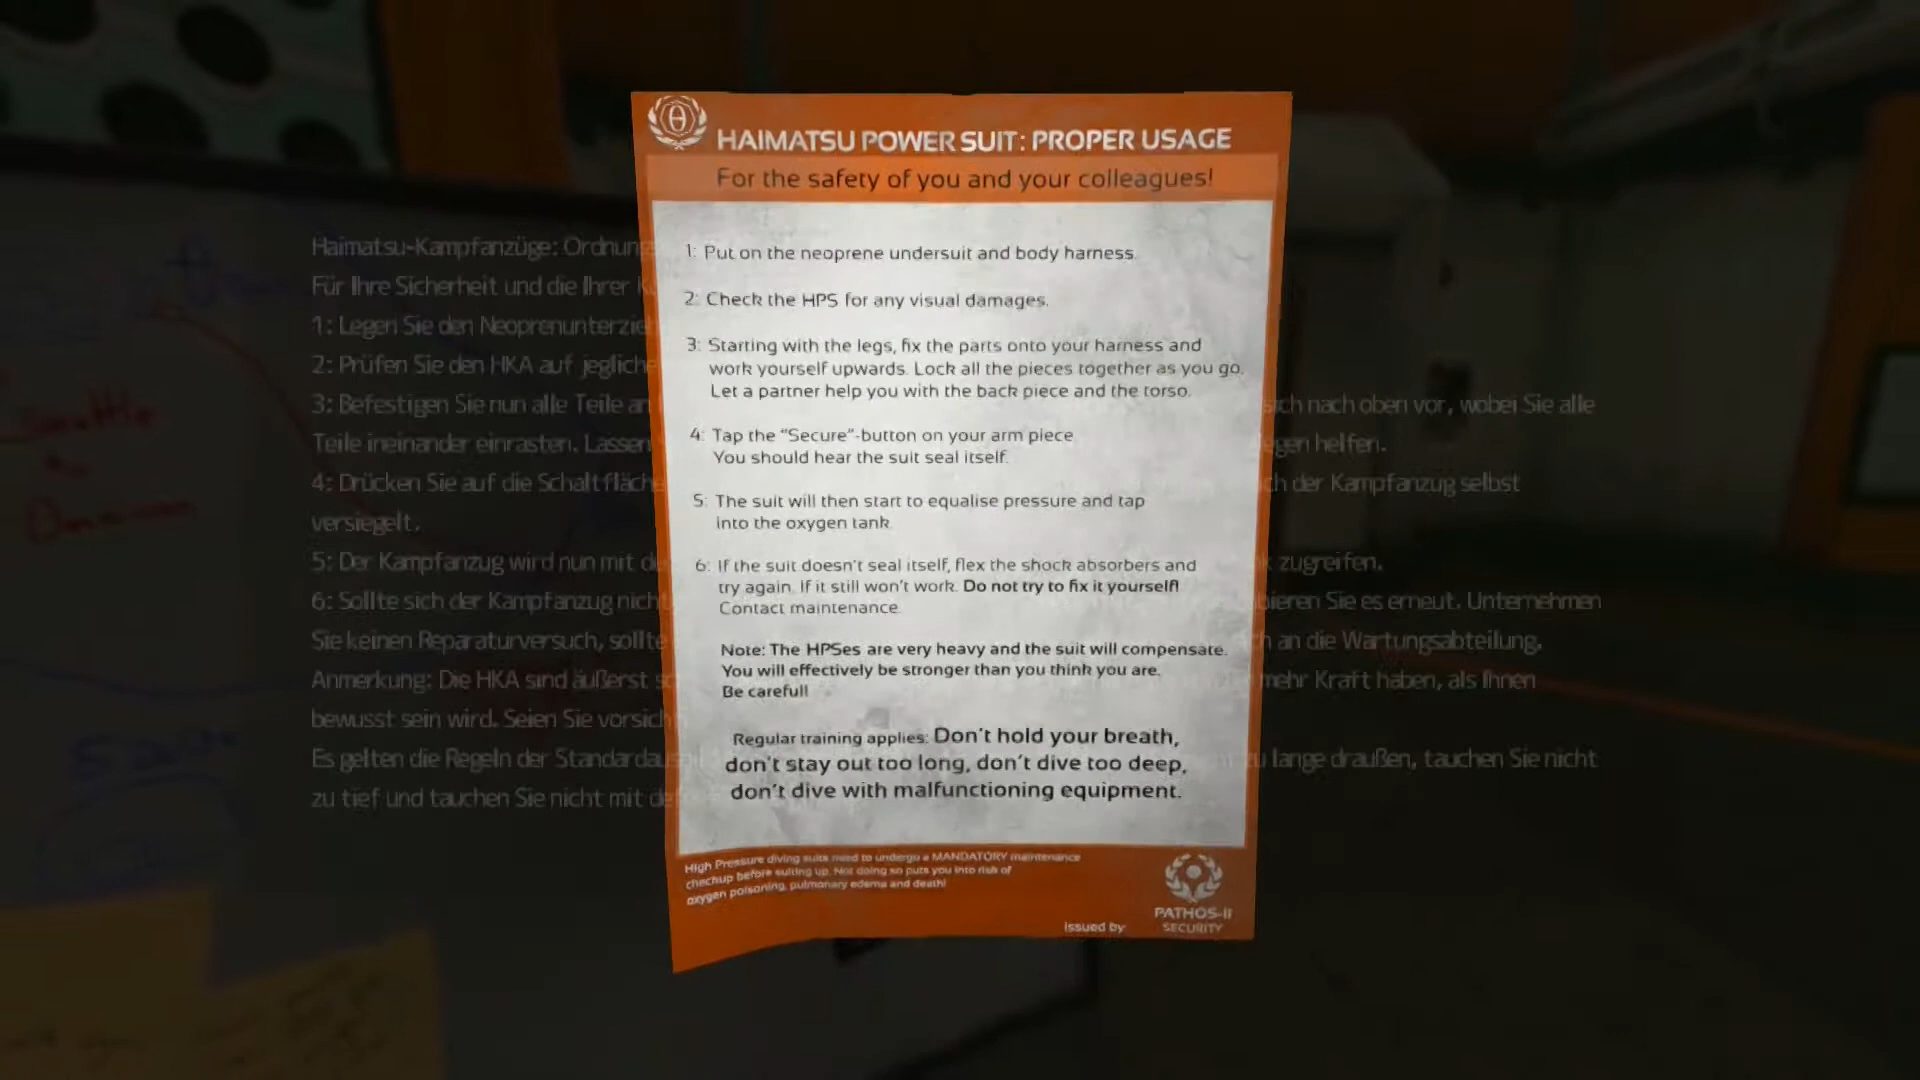 HAIMATSU POWER SUIT: PROPER USAGE
For the safety of you and your colleagues!
1: Put on the neoprene undersuit and body harness.
2: Check the HPS for any visual damages.
3: Starting with the legs, fix the parts onto your harness and
work yourself upwards. Lock all the pieces together as you go.
Let a partner help you with the back piece and the torso.
4: Tap the "Secure"-button on your arm piece
You should hear the suit seal itself.
5: The suit will then start to equalise pressure and tap
into the oxygen tank.
6: If the suit doesn't seal itself, flex the shock absorbers and
try again. If it still won't work. Do not try to fix it yourself!
Contact maintenance.
Note: The HPSes are very heavy and the suit will compensate.
You will effectively be stronger than you think you are.
Be careful!
Regular training applies: Don't hold your breath,
don't stay out too long, don't dive too deep,
don't dive with malfunctioning equipment.
High Pressure diving suits need to undergo a MANDATORY maintenance
checkup before suiting up. Not doing so puts you into risk of
oxygen poisoning, pulmonary edema and death!
issued by
PATHOS-II
SECURITY
Haimatsu-Kampfanzüge:
Für Ihre Sicherheit und die Ihrer
1: Legen Sie den
2: Prüfen Sie den HKA auf
3: Befestigen Sie nun alle Teile an nach oben vor, wobei Sie alle
Teile ineinander einrasten. Lassen helfen.
4: Drücken Sie auf die der Kampfanzug selbst
versiegelt.
5: Der Kampfanzug wird nun mit zugreifen.
6: Sollte sich der Kampfanzug Sie es erneut. Unternehmen
Sie keinen Reparaturversuch, sollte an die Wartungsabteilung,
Anmerkung: Die HKA sind äußerst mehr Kraft haben, als Ihnen
bewusst sein wird. Seien Sie
Es gelten die Regeln der lange draußen, tauchen Sie nicht
zu tief und tauchen Sie nicht mit